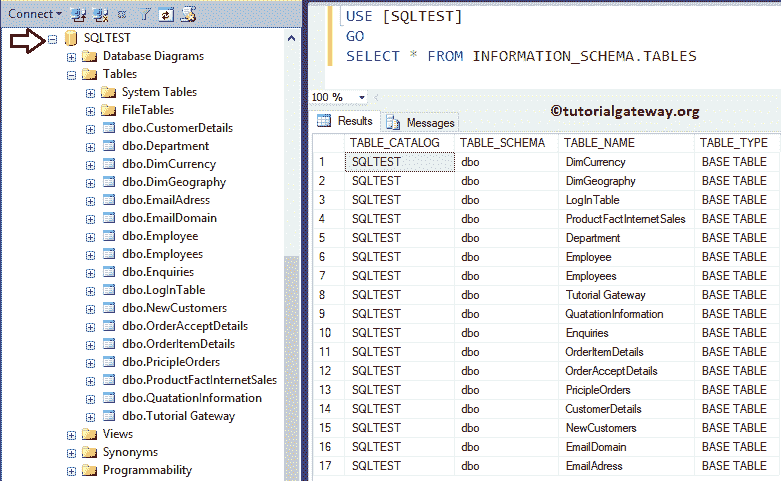 Connect
SQLTEST
Database Diagrams
Tables
System Tables
FileTables
dbo.CustomerDetails
dbo.Department
dbo.DimCurrency
dbo.DimGeography
dbo.EmailAdress
dbo.EmailDomain
dbo.Employee
dbo.Employees
dbo.Enquiries
dbo.LogInTable
dbo.NewCustomers
dbo.OrderAcceptDetails
dbo.OrderItemDetails
dbo.PricipleOrders
dbo.ProductFactInternetSales
dbo.QuatationInformation
dbo.Tutorial Gateway
Views
Synonyms
Programmability
USE [SQLTEST]
GO
SELECT * FROM INFORMATION_SCHEMA.TABLES
100 %
©tutorialgateway.org
Results Messages
TABLE_CATALOG TABLE_SCHEMA TABLE_NAME TABLE_TYPE
1 SQLTEST dbo DimCurrency BASE TABLE
2 SQLTEST dbo DimGeography BASE TABLE
3 SQLTEST dbo LogInTable BASE TABLE
4 SQLTEST dbo ProductFactInternetSales BASE TABLE
5 SQLTEST dbo Department BASE TABLE
6 SQLTEST dbo Employee BASE TABLE
7 SQLTEST dbo Employees BASE TABLE
8 SQLTEST dbo Tutorial Gateway BASE TABLE
9 SQLTEST dbo QuatationInformation BASE TABLE
10 SQLTEST dbo Enquiries BASE TABLE
11 SQLTEST dbo OrderItemDetails BASE TABLE
12 SQLTEST dbo OrderAcceptDetails BASE TABLE
13 SQLTEST dbo PricipleOrders BASE TABLE
14 SQLTEST dbo CustomerDetails BASE TABLE
15 SQLTEST dbo NewCustomers BASE TABLE
16 SQLTEST dbo EmailDomain BASE TABLE
17 SQLTEST dbo EmailAdress BASE TABLE